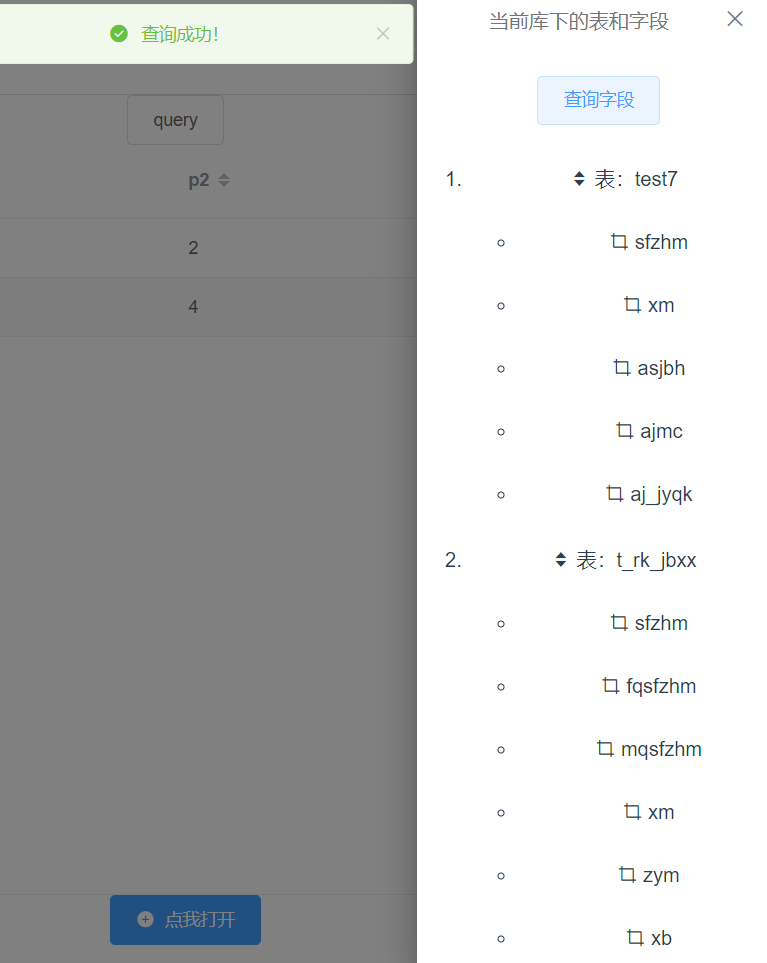 查询成功!
query
p2
2
4
点我打开
当前库下的表和字段
查询字段
1. 表：test7
sfzhm
xm
asjbh
ajmc
aj_jyqk
2. 表：t_rk_jbxx
sfzhm
fqsfzhm
mqsfzhm
xm
zym
xb